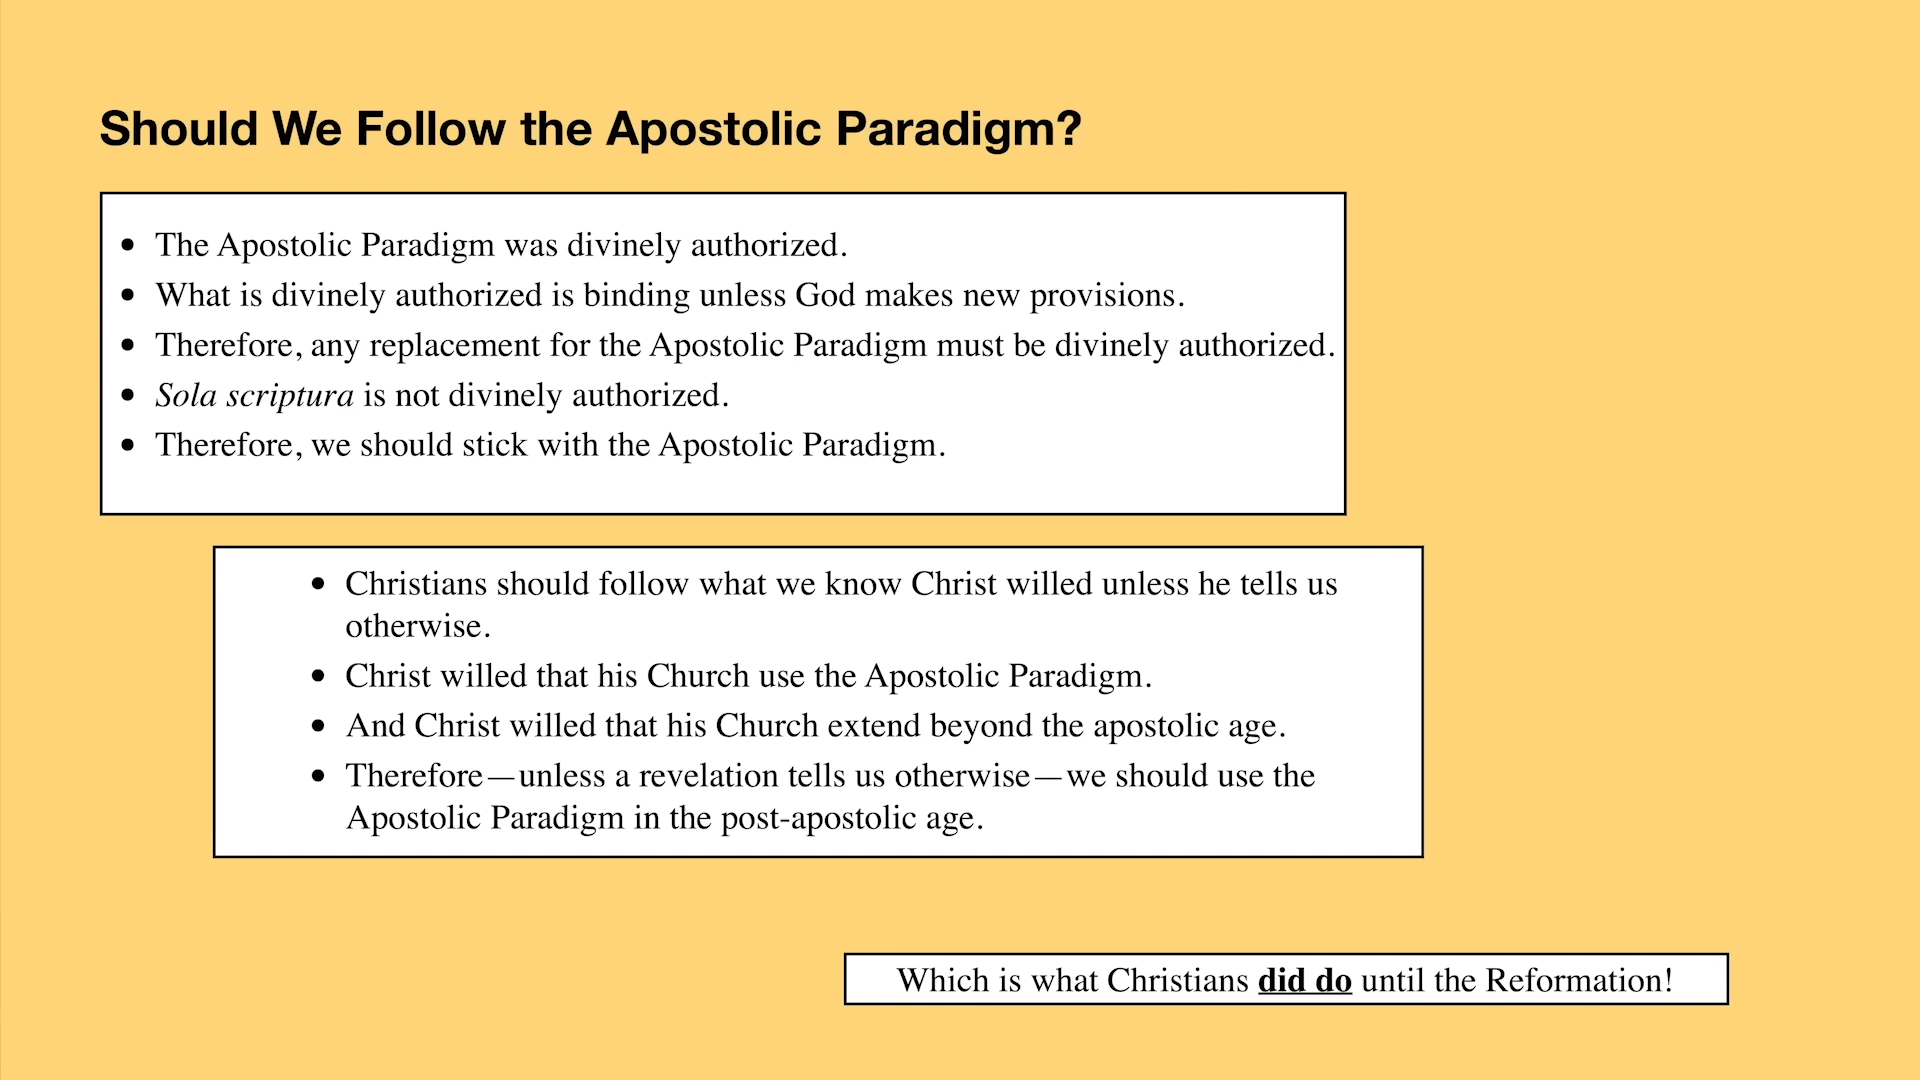 Should We Follow the Apostolic Paradigm?
• The Apostolic Paradigm was divinely authorized.
• What is divinely authorized is binding unless God makes new provisions.
• Therefore, any replacement for the Apostolic Paradigm must be divinely authorized.
• Sola scriptura is not divinely authorized.
• Therefore, we should stick with the Apostolic Paradigm.
• Christians should follow what we know Christ willed unless he tells us
otherwise.
• Christ willed that his Church use the Apostolic Paradigm.
• And Christ willed that his Church extend beyond the apostolic age.
• Therefore—unless a revelation tells us otherwise—we should use the
Apostolic Paradigm in the post-apostolic age.
Which is what Christians did do until the Reformation!